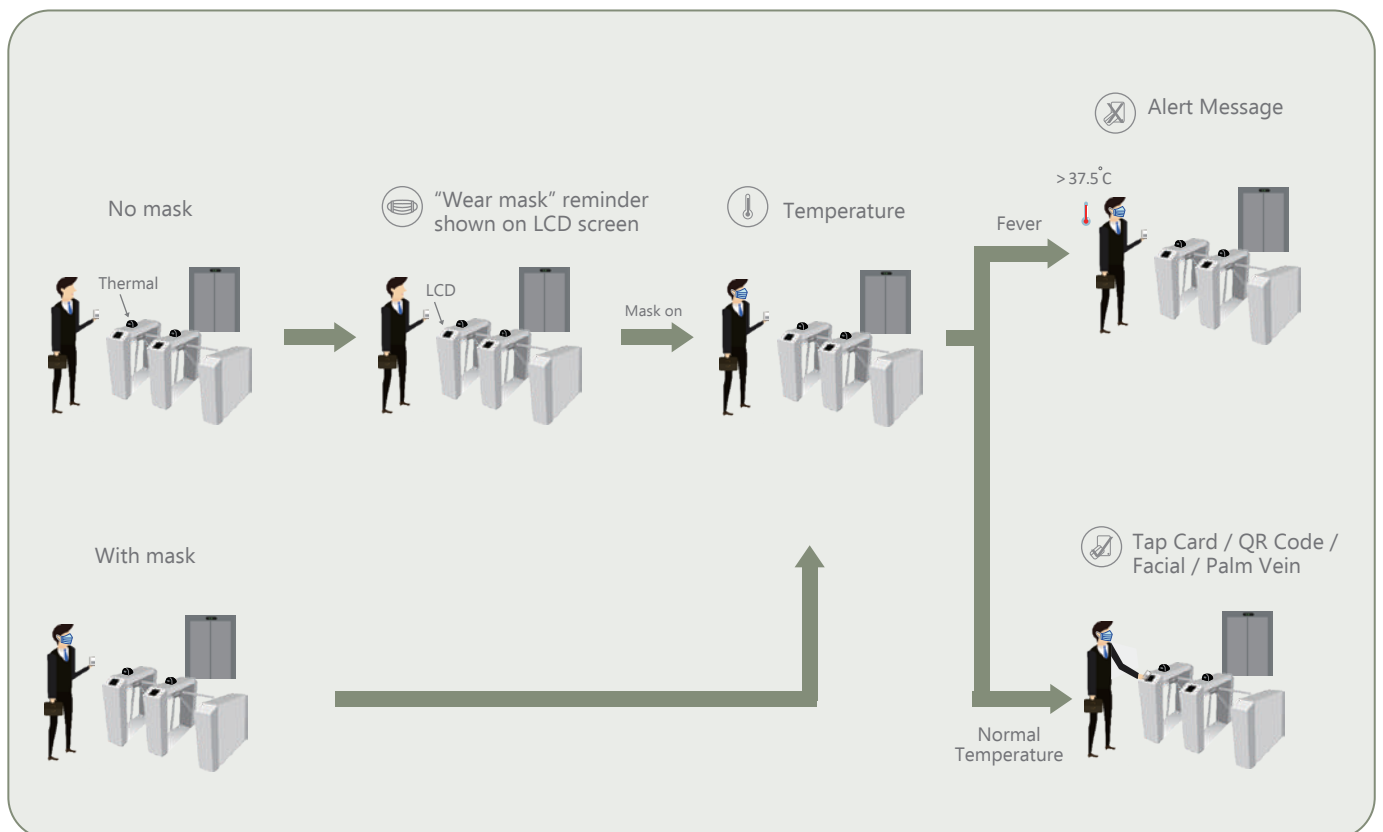 Alert Message
> 37.5°C
No mask
"Wear mask" reminder
shown on LCD screen
Temperature
Fever
Thermal
LCD
Mask on
With mask
Tap Card / QR Code /
Facial / Palm Vein
Normal
Temperature